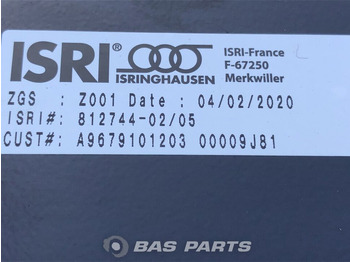 ISRI
ISRINGHAUSEN
ISRI-France
F-67250
Merkwiller
ZGS : Z001 Date : 04/02/2020
ISRI#: 812744-02/05
CUST#: A9679101203 00009J81
BAS PARTS